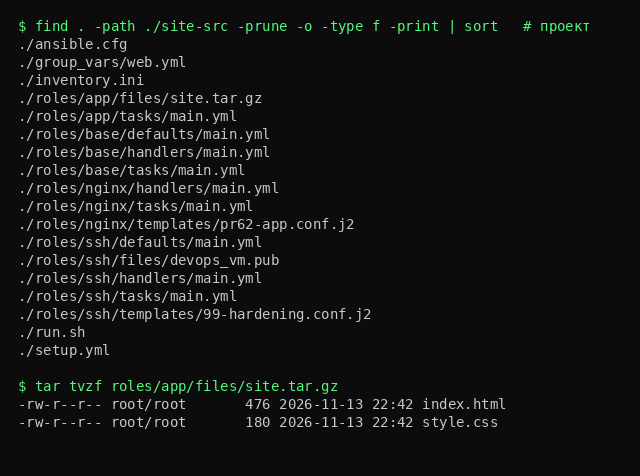 $ find . -path ./site-src -prune -o -type f -print | sort   # проект
./ansible.cfg
./group_vars/web.yml
./inventory.ini
./roles/app/files/site.tar.gz
./roles/app/tasks/main.yml
./roles/base/defaults/main.yml
./roles/base/handlers/main.yml
./roles/base/tasks/main.yml
./roles/nginx/handlers/main.yml
./roles/nginx/tasks/main.yml
./roles/nginx/templates/pr62-app.conf.j2
./roles/ssh/defaults/main.yml
./roles/ssh/files/devops_vm.pub
./roles/ssh/handlers/main.yml
./roles/ssh/tasks/main.yml
./roles/ssh/templates/99-hardening.conf.j2
./run.sh
./setup.yml
$ tar tvzf roles/app/files/site.tar.gz
-rw-r--r-- root/root       476 2026-11-13 22:42 index.html
-rw-r--r-- root/root       180 2026-11-13 22:42 style.css